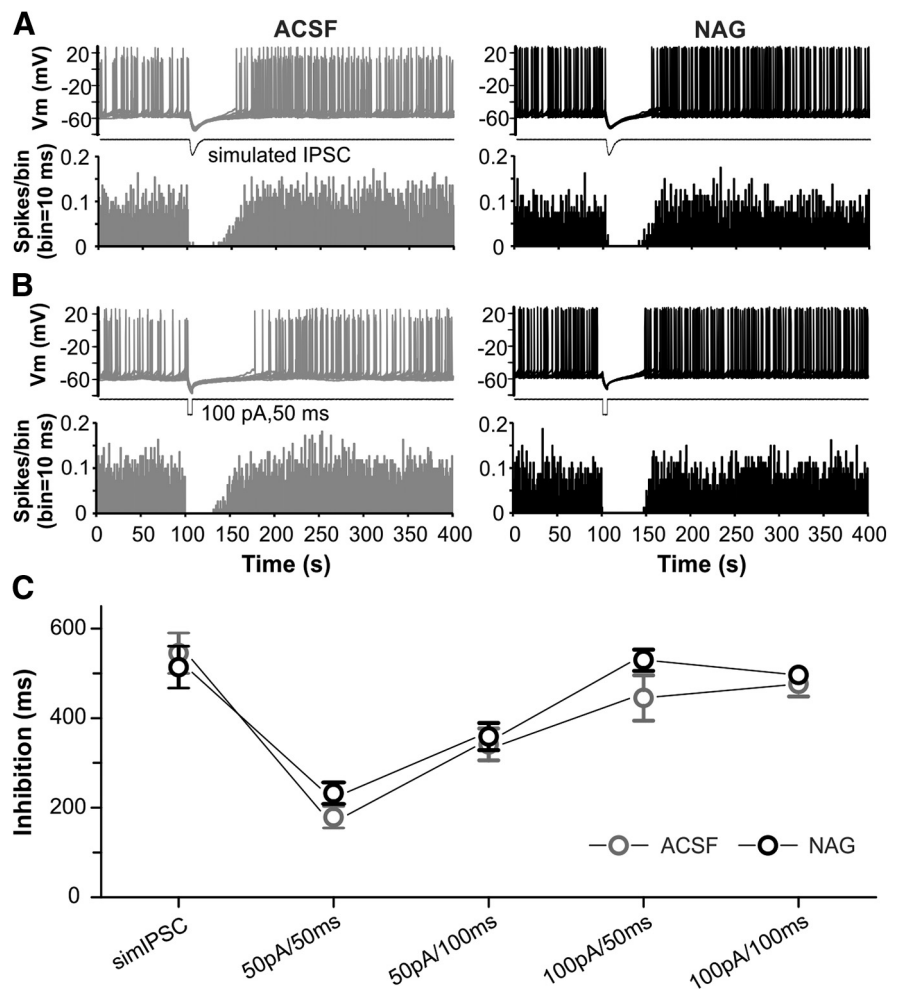 A
ACSF
NAG
Vm (mV)
20
-20
-60
20
-20
-60
simulated IPSC
Spikes/bin
(bin=10 ms)
0.2
0.1
0
0.2
0.1
0
B
Vm (mV)
20
-20
-60
20
-20
-60
100 pA,50 ms
Spikes/bin
(bin=10 ms)
0.2
0.1
0
0.2
0.1
0
0 50 100 150 200 250 300 350 400
0 50 100 150 200 250 300 350 400
Time (s)
Time (s)
C
Inhibition (ms)
600
400
200
0
ACSF
NAG
simIPSC
50pA/50ms
50pA/100ms
100pA/50ms
100pA/100ms